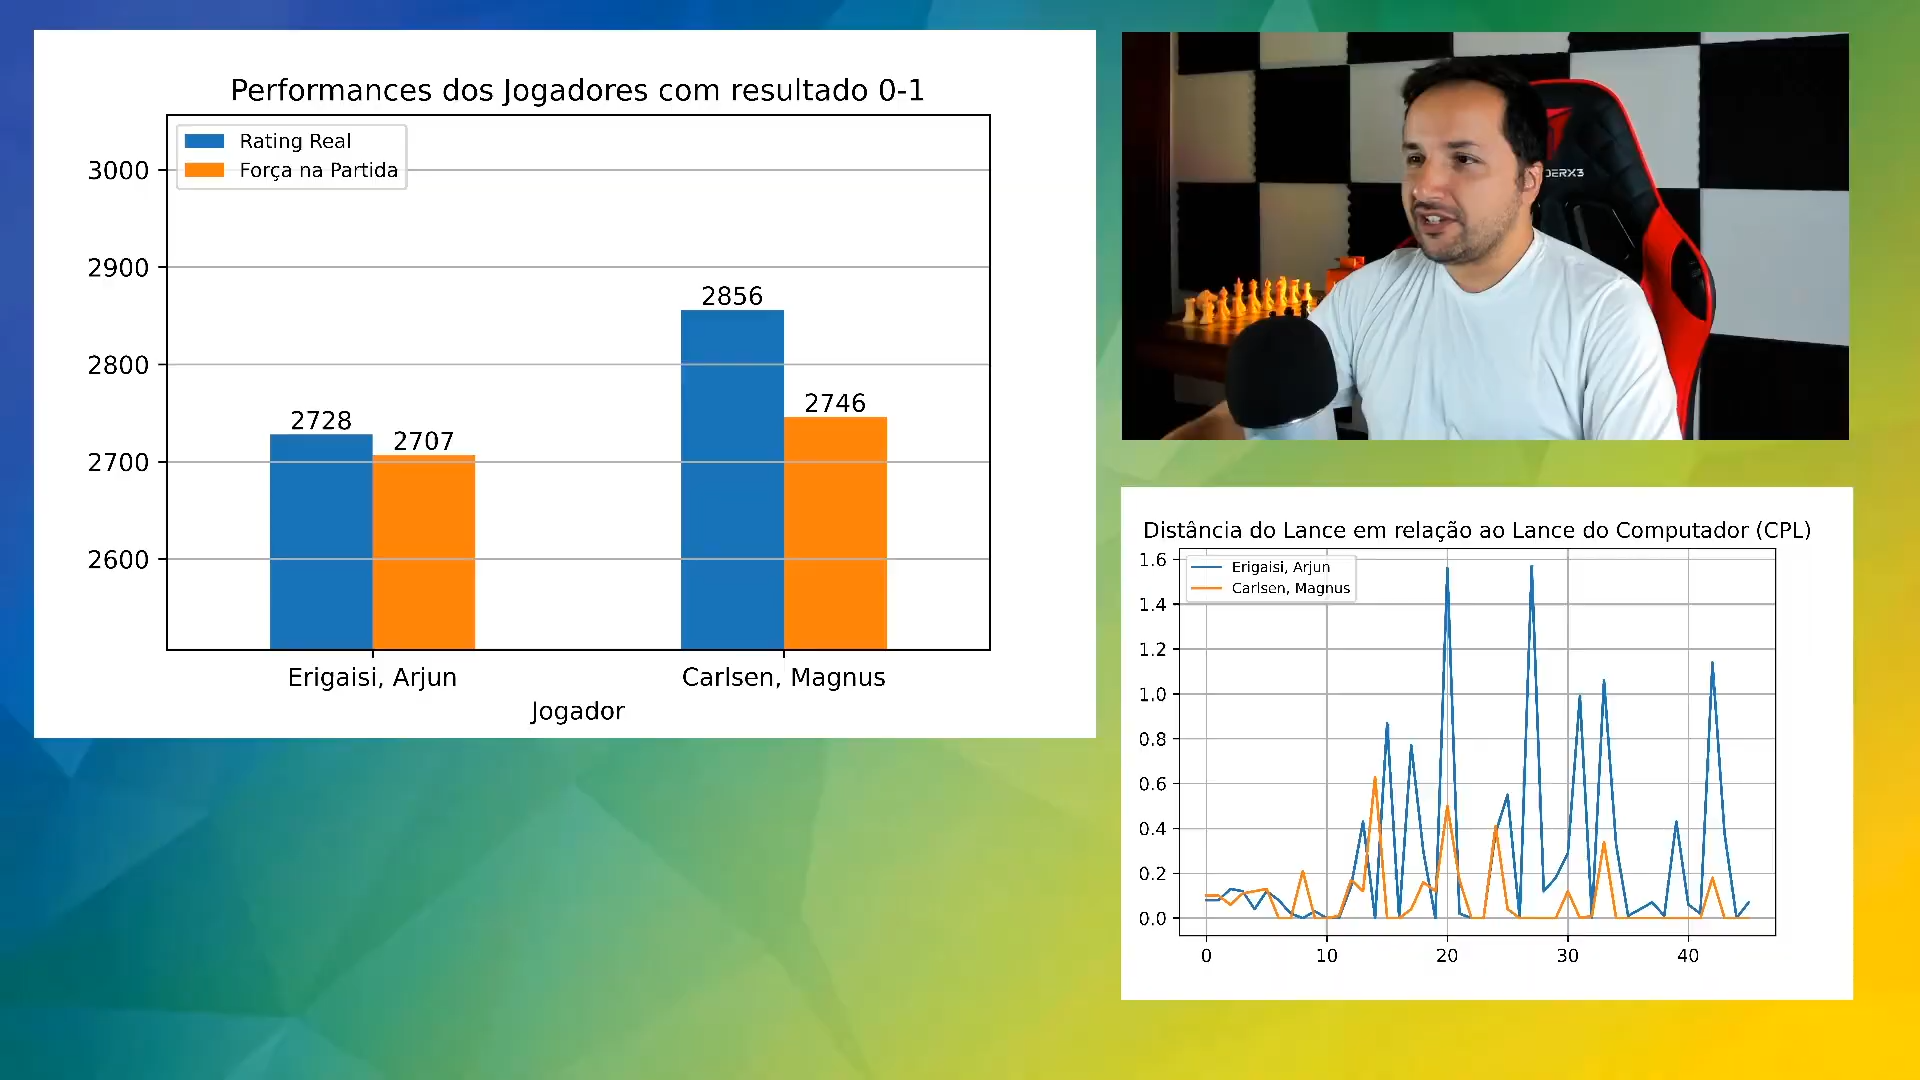 Performances dos Jogadores com resultado 0-1
Rating Real
Força na Partida
3000
2900
2800
2700
2600
2728
2707
2856
2746
Erigaisi, Arjun
Carlsen, Magnus
Jogador
DERX3
Distância do Lance em relação ao Lance do Computador (CPL)
Erigaisi, Arjun
Carlsen, Magnus
1.6
1.4
1.2
1.0
0.8
0.6
0.4
0.2
0.0
0 10 20 30 40